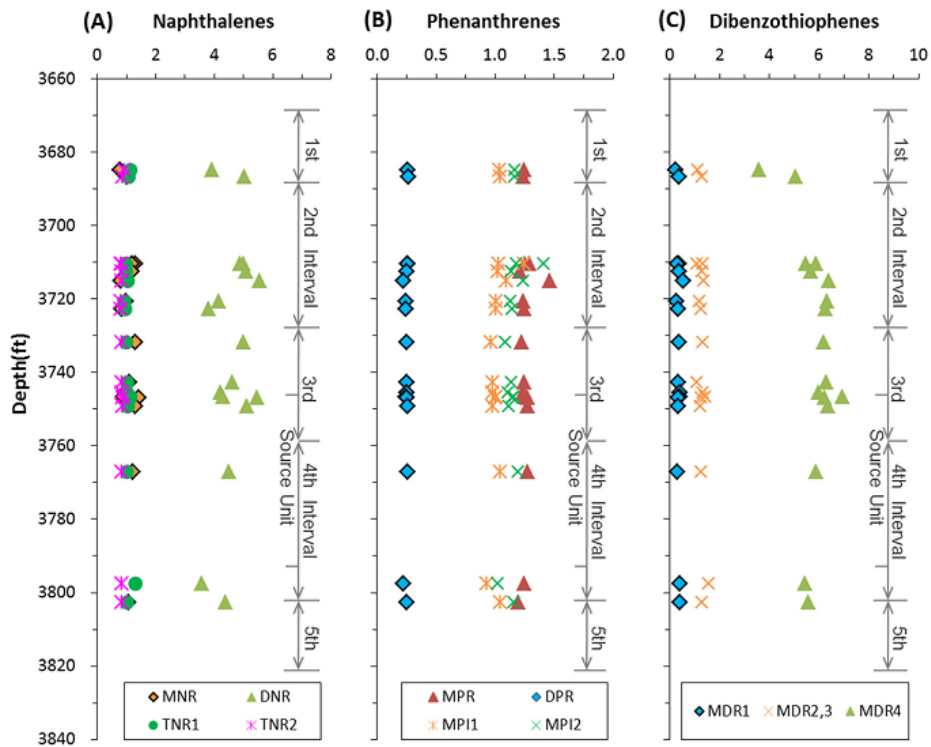 (A) Naphthalenes
0 2 4 6 8
(B) Phenanthrenes
0.0 0.5 1.0 1.5 2.0
(C) Dibenzothiophenes
0 2 4 6 8 10
Depth(ft)
3660
3680
3700
3720
3740
3760
3780
3800
3820
3840
1st
2nd Interval
3rd
Source Unit
4th Interval
5th
1st
2nd Interval
3rd
Source Unit
4th Interval
5th
1st
2nd Interval
3rd
Source Unit
4th Interval
5th
MNR DNR
TNR1 TNR2
MPR DPR
MPI1 MPI2
MDR1 MDR2,3 MDR4